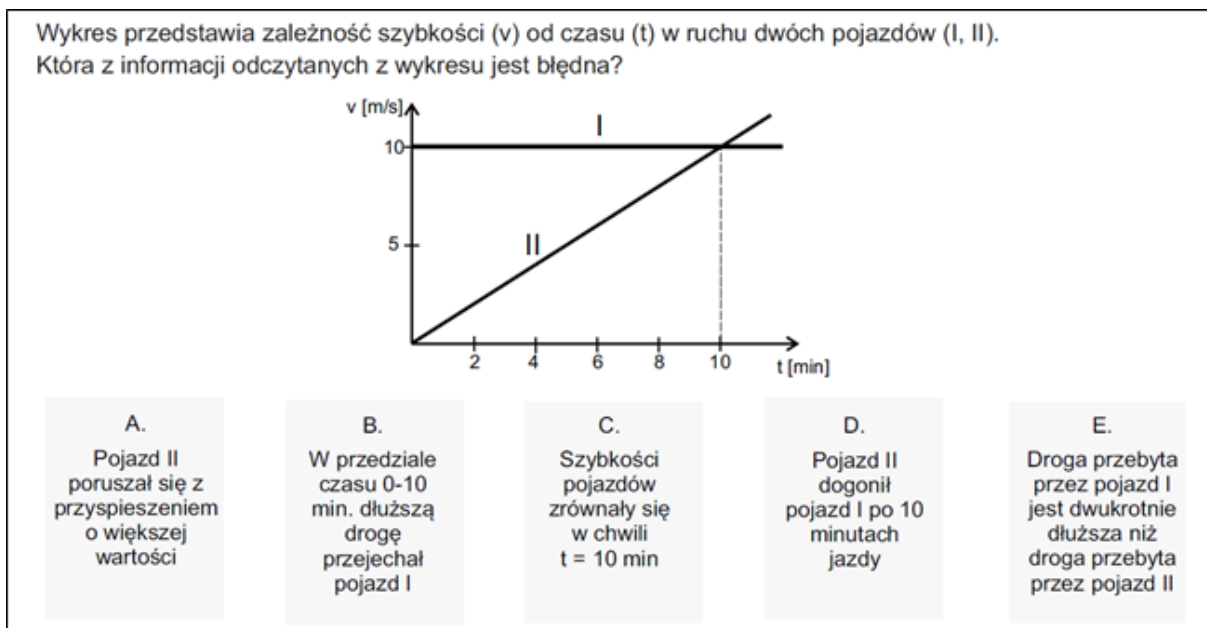 Wykres przedstawia zależność szybkości (v) od czasu (t) w ruchu dwóch pojazdów (I, II).
Która z informacji odczytanych z wykresu jest błędna?
v [m/s]
I
10
II
5
2 4 6 8 10
t [min]
A.
Pojazd II
poruszał się z
przyspieszeniem
o większej
wartości
B.
W przedziale
czasu 0-10
min. dłuższą
drogę
przejechał
pojazd I
C.
Szybkości
pojazdów
zrównały się
w chwili
t = 10 min
D.
Pojazd II
dogonił
pojazd I po 10
minutach
jazdy
E.
Droga przebyta
przez pojazd I
jest dwukrotnie
dłuższa niż
droga przebyta
przez pojazd II